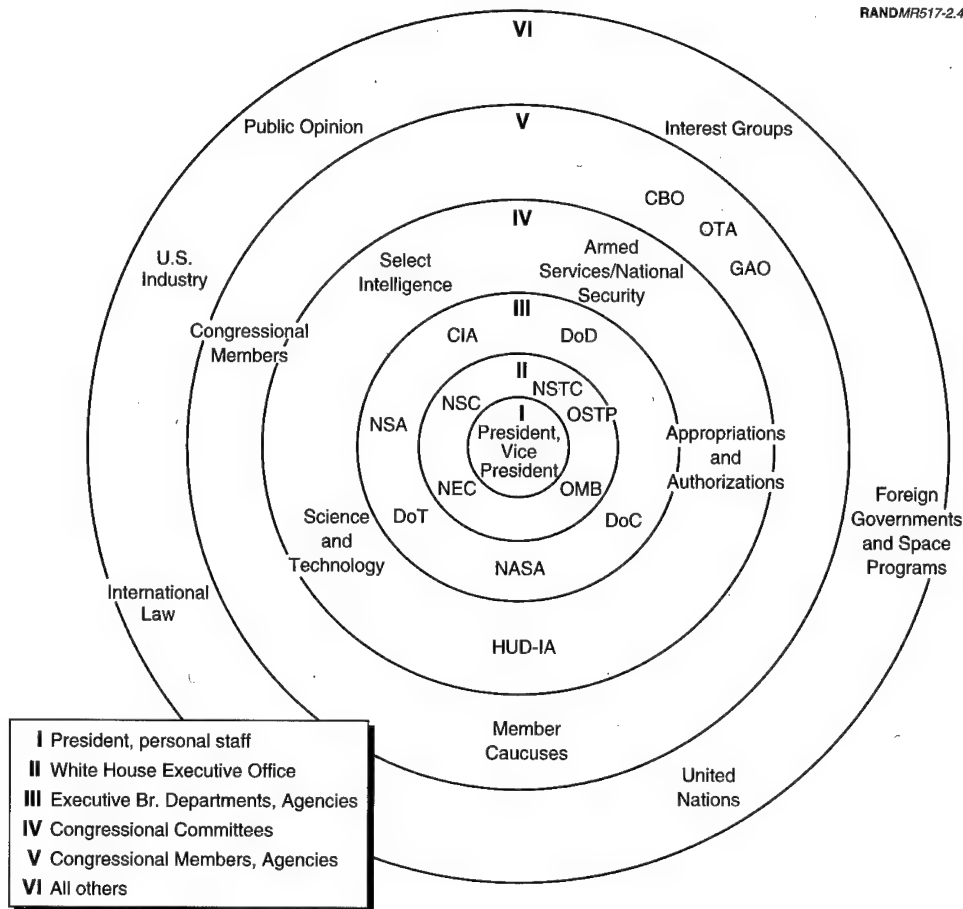 RANDMR517-2.4
VI
Public Opinion
V
Interest Groups
CBO
OTA
GAO
IV
Armed
Services/National
Security
Select
Intelligence
U.S.
Industry
Congressional
Members
III
CIA
DoD
II
NSTC
NSC
OSTP
I
President,
Vice
President
NSA
NEC
OMB
Appropriations
and
Authorizations
DoT
DoC
Science
and
Technology
NASA
Foreign
Governments
and Space
Programs
International
Law
HUD-IA
Member
Caucuses
United
Nations
I President, personal staff
II White House Executive Office
III Executive Br. Departments, Agencies
IV Congressional Committees
V Congressional Members, Agencies
VI All others